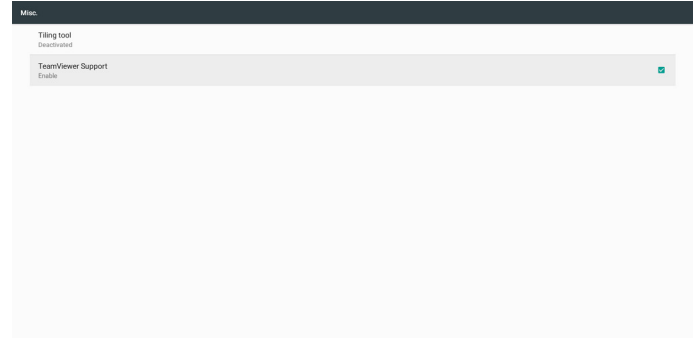 Misc.
Tiling tool
Deactivated
TeamViewer Support
Enable